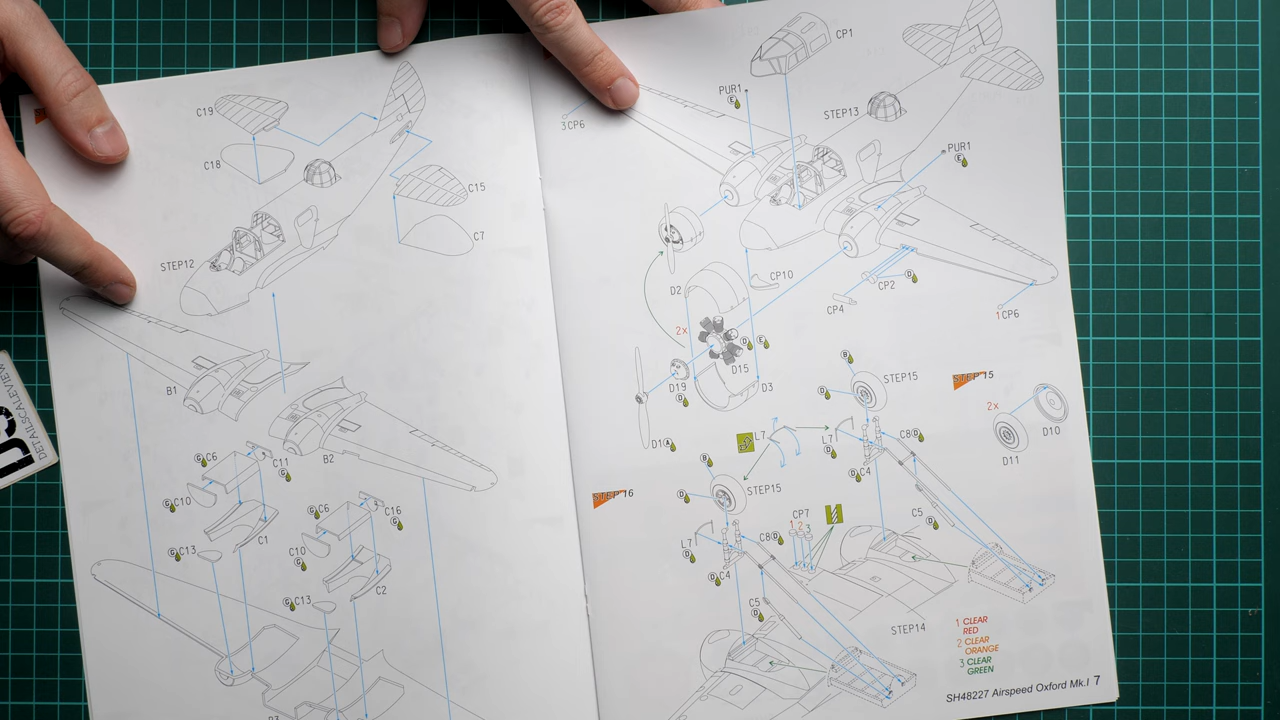 C19
C18
C15
C7
STEP12
B1
B2
G C6
C11
G
G C10
C1
G C6
C16
G
C10
G
G C13
C2
G C13
CP1
PUR1
E
3CP6
STEP13
PUR1
E
D2
CP10
CP2 D
CP4
1CP6
2x
D E
D15
D19
D
D3
D1 A
B
STEP15
D
STEP 15
2x
D10
D11
L7
L7
D
C8 D
D C4
B
D
STEP15
STEP 16
CP7
1 2 3
C5
D
L7
D
C8 D
D C4
C5
D
STEP14
1 CLEAR
RED
2 CLEAR
ORANGE
3 CLEAR
GREEN
SH48227 Airspeed Oxford Mk.I 7
DETAILSCALEVIEW